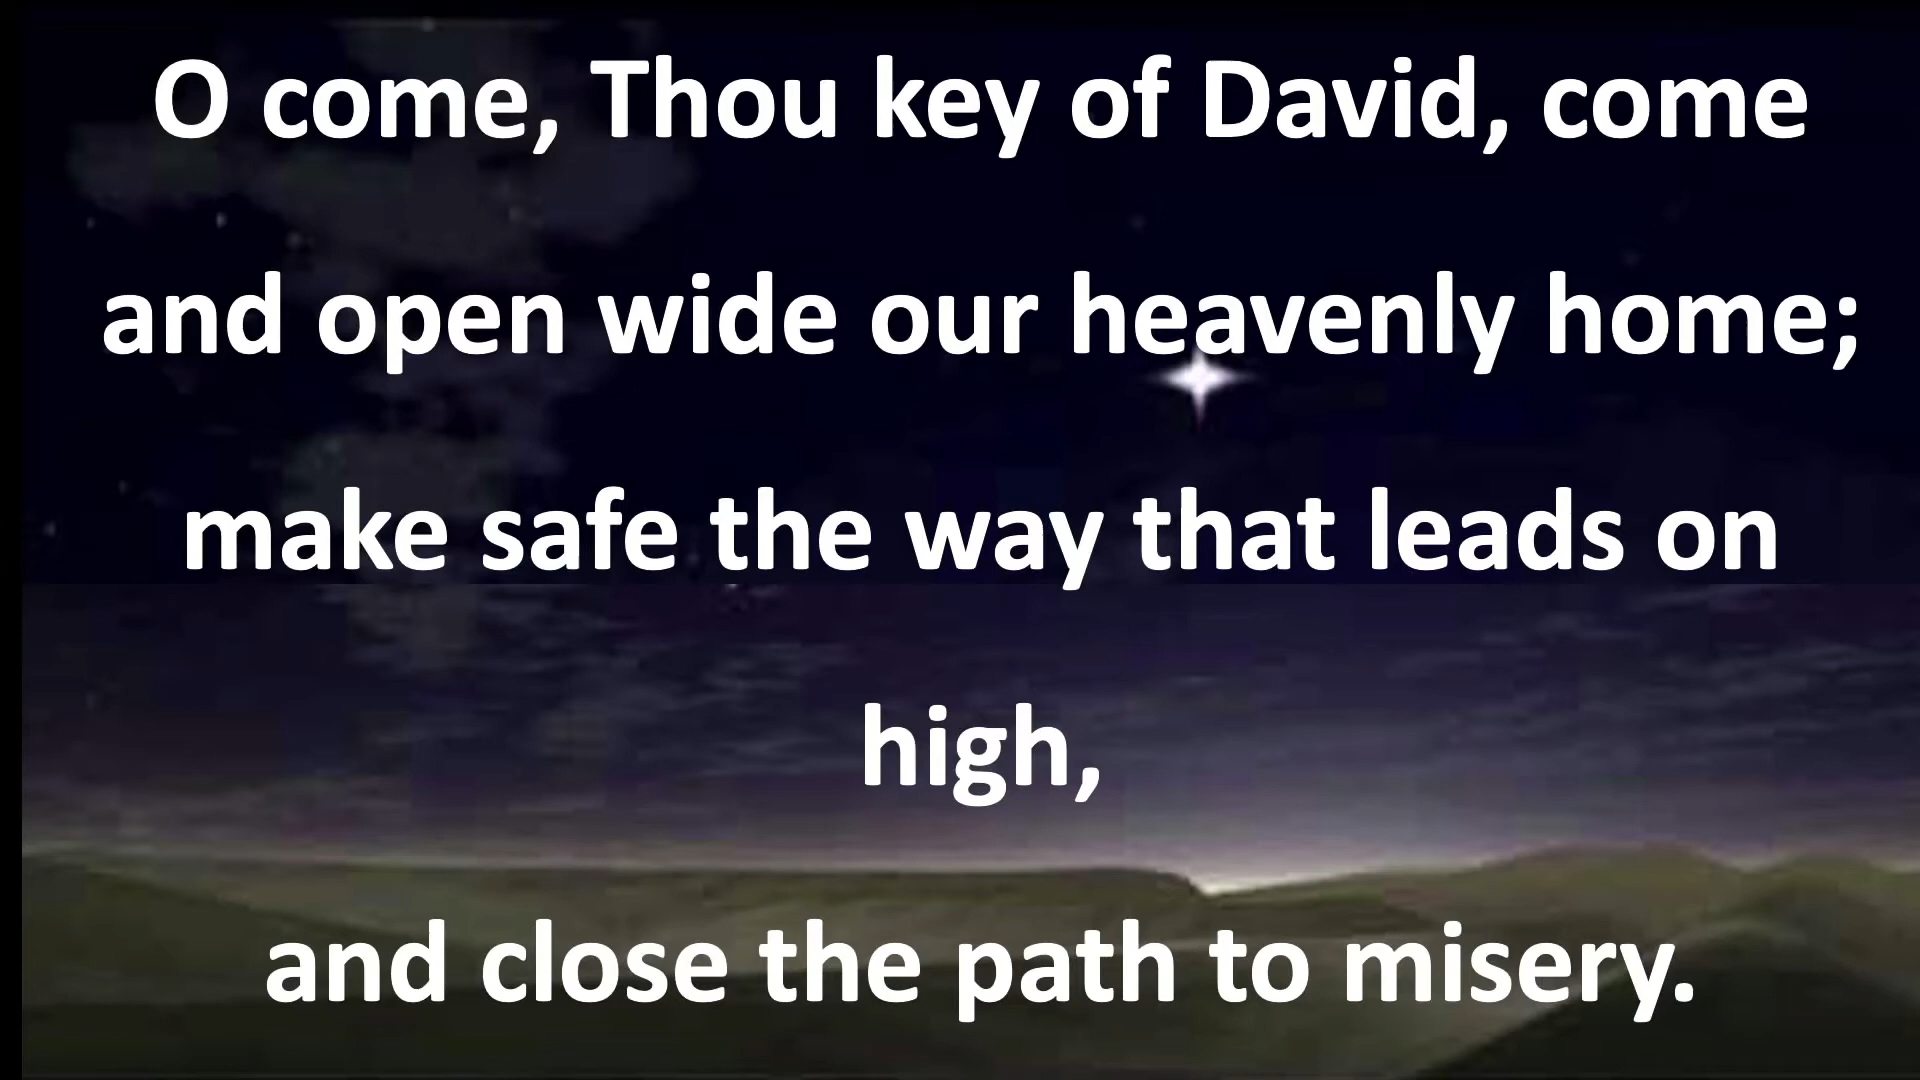 O come, Thou key of David, come
and open wide our heavenly home;
make safe the way that leads on
high,
and close the path to misery.